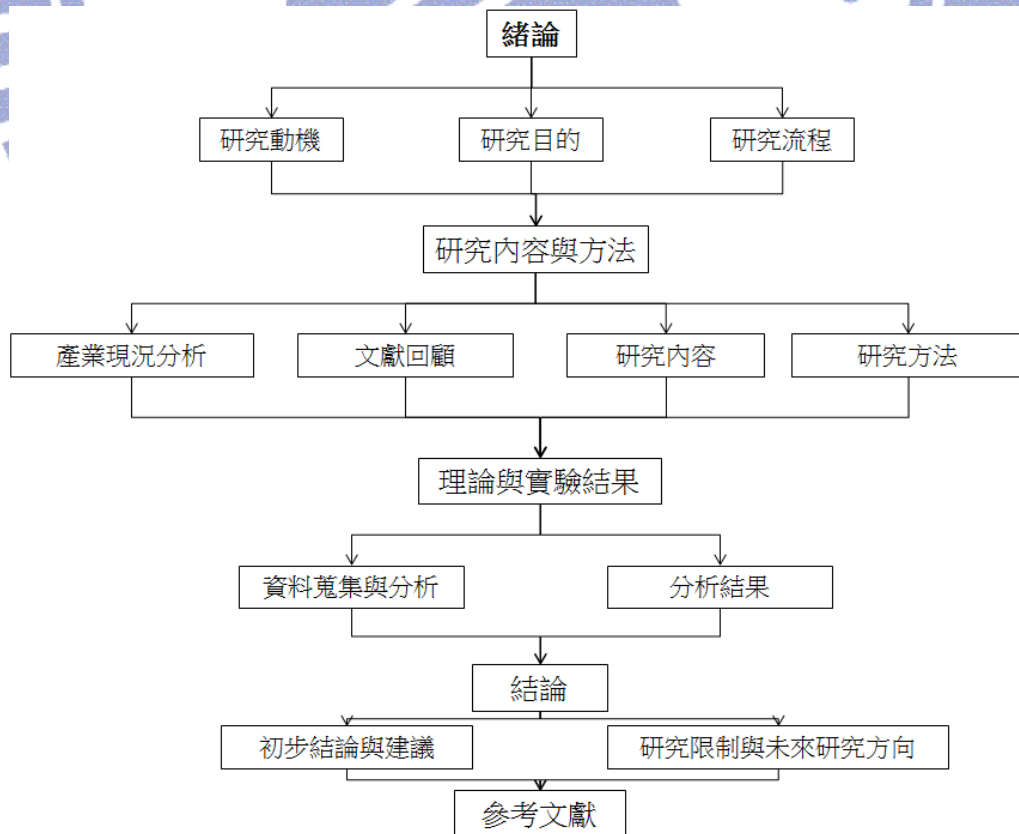 緒論
研究動機
研究目的
研究流程
研究內容與方法
產業現況分析
文獻回顧
研究內容
研究方法
理論與實驗結果
資料蒐集與分析
分析結果
結論
初步結論與建議
研究限制與未來研究方向
參考文獻